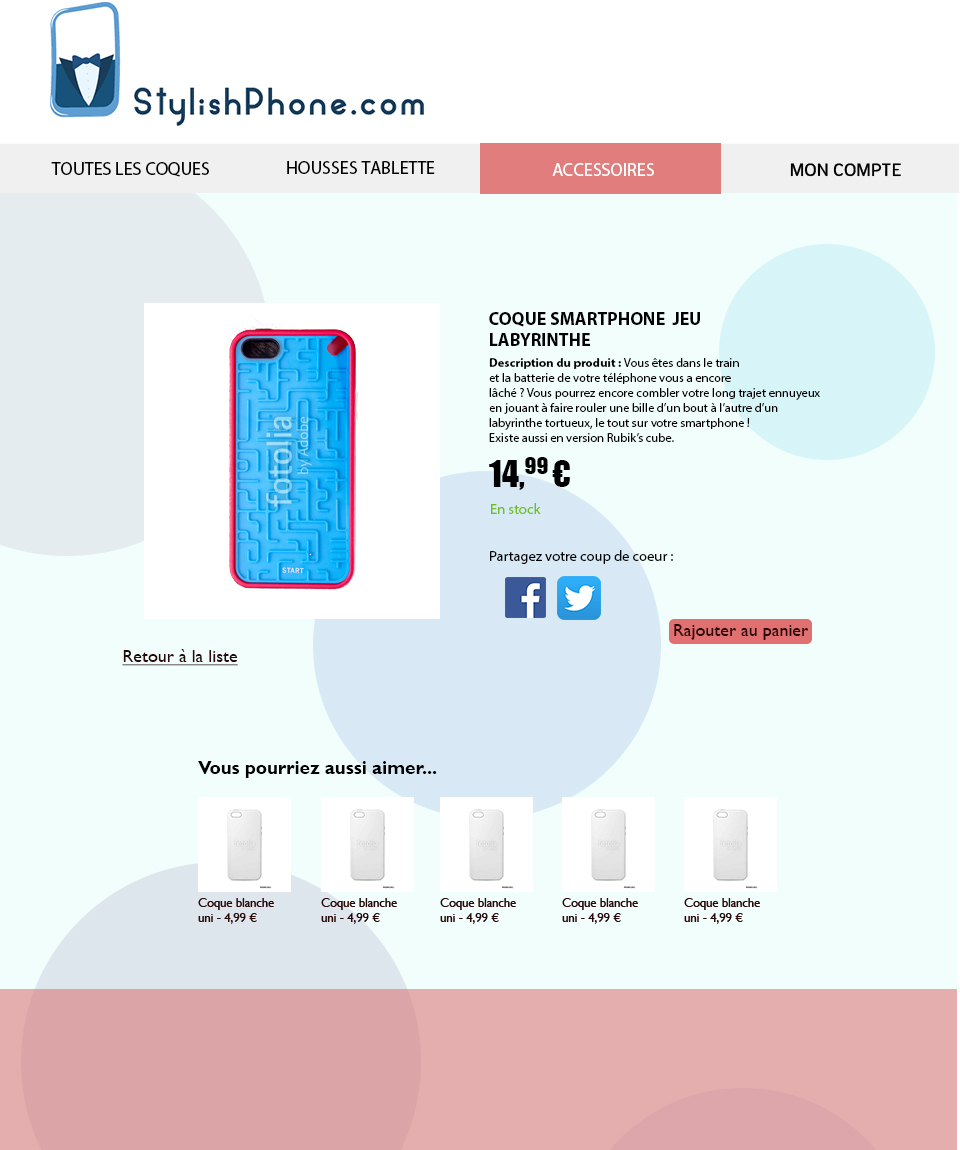 StylishPhone.com
TOUTES LES COQUES
HOUSSES TABLETTE
ACCESSOIRES
MON COMPTE
COQUE SMARTPHONE JEU
LABYRINTHE
Description du produit : Vous êtes dans le train
et la batterie de votre téléphone vous a encore
lâché ? Vous pourrez encore combler votre long trajet ennuyeux
en jouant à faire rouler une bille d'un bout à l'autre d'un
labyrinthe tortueux, le tout sur votre smartphone !
Existe aussi en version Rubik's cube.
14,99 €
En stock
fotolia
by Adobe
START
Partagez votre coup de coeur :
Rajouter au panier
Retour à la liste
Vous pourriez aussi aimer...
Coque blanche
uni - 4,99 €
Coque blanche
uni - 4,99 €
Coque blanche
uni - 4,99 €
Coque blanche
uni - 4,99 €
Coque blanche
uni - 4,99 €